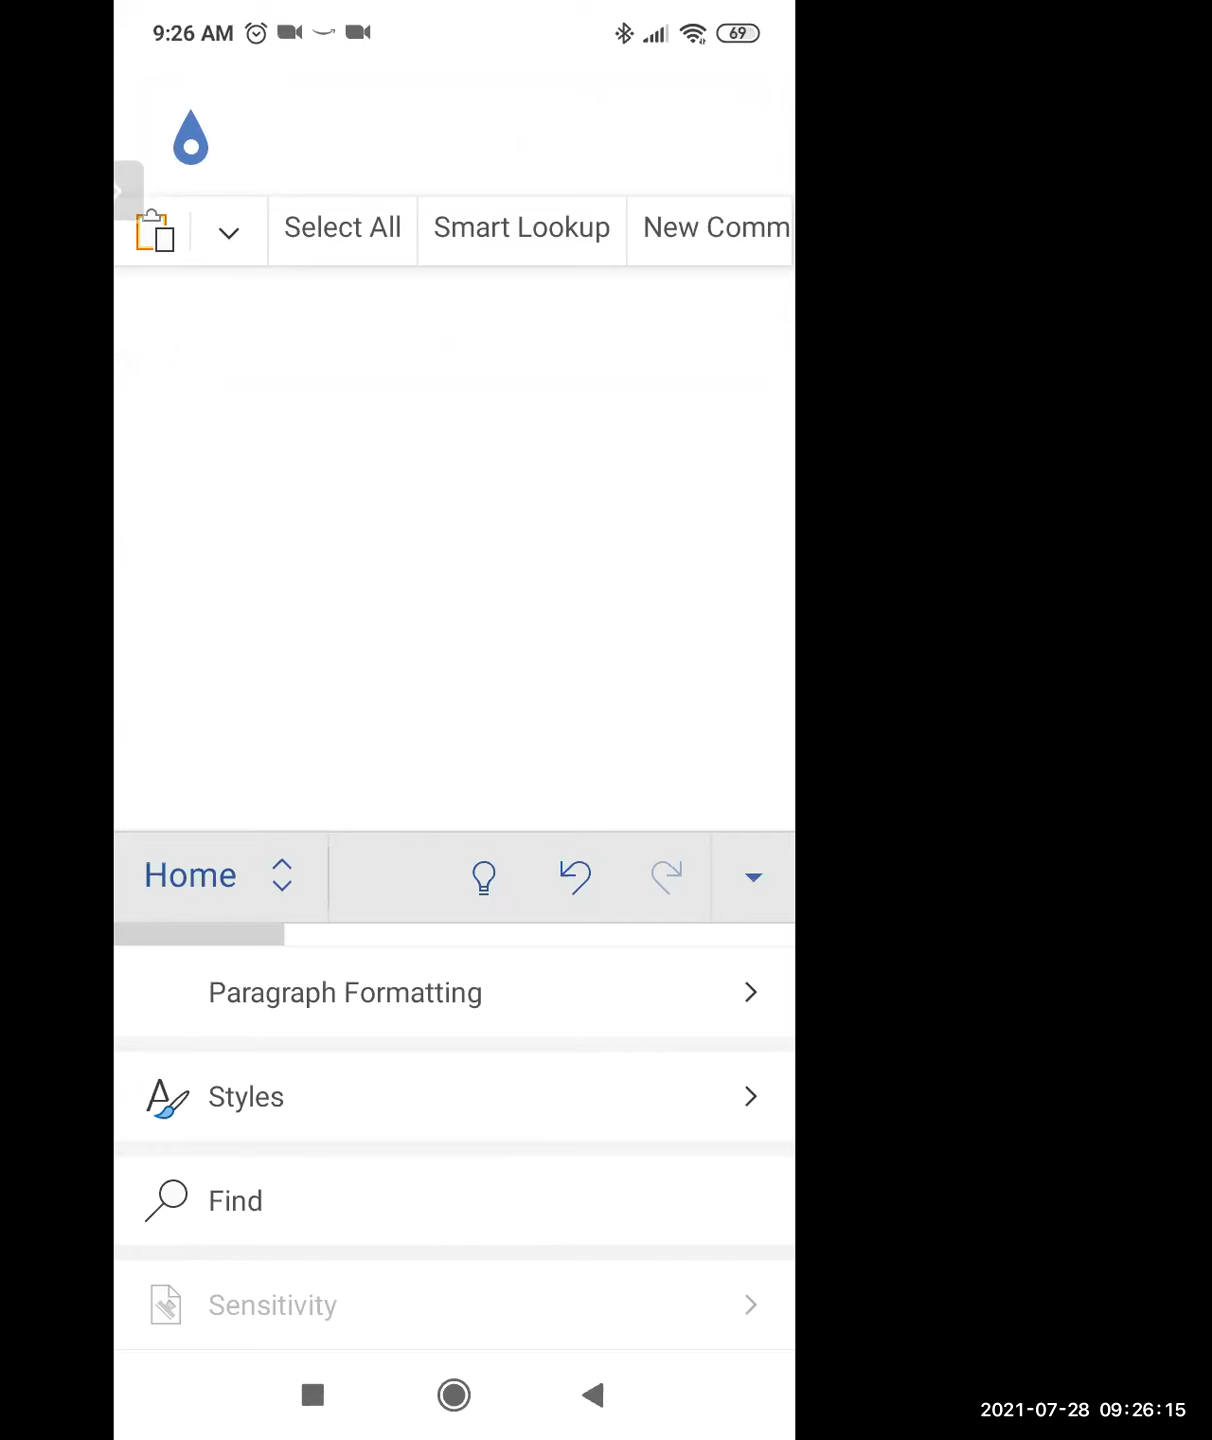 9:26 AM 69
Select All Smart Lookup New Comm
Home
Paragraph Formatting
Styles
Find
Sensitivity
2021-07-28 09:26:15